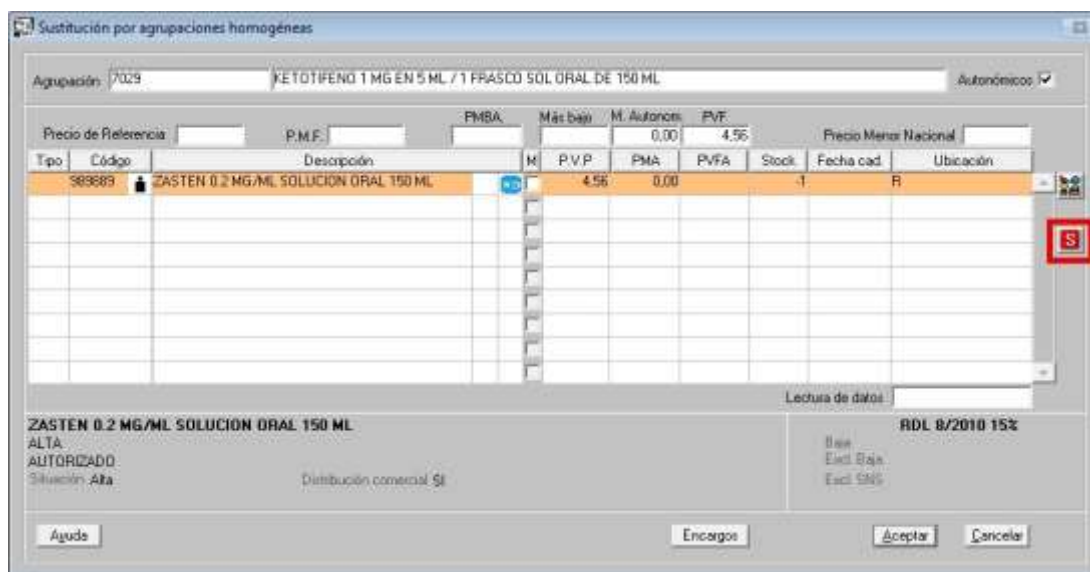 Sustitución por agrupaciones homogéneas
Agrupación 7029 KETOTIFENO 1 MG EN 5 ML / 1 FRASCO SOL ORAL DE 150 ML Autonómicos
PMBA Más bajo M. Autonom. PVF
Precio de Referencia P.M.F. 0,00 4,56 Precio Menor Nacional
Tipo Código Descripción M P.V.P PMA PVFA Stock Fecha cad. Ubicación
989889 ZASTEN 0.2 MG/ML SOLUCION ORAL 150 ML 4,56 0,00 -1 R
S
Lectura de datos
ZASTEN 0.2 MG/ML SOLUCION ORAL 150 ML RDL 8/2010 15%
ALTA Baja
AUTORIZADO Excl. Baja
Situación Alta Distribución comercial SI Excl. SNS
Ayuda Encargos Aceptar Cancelar